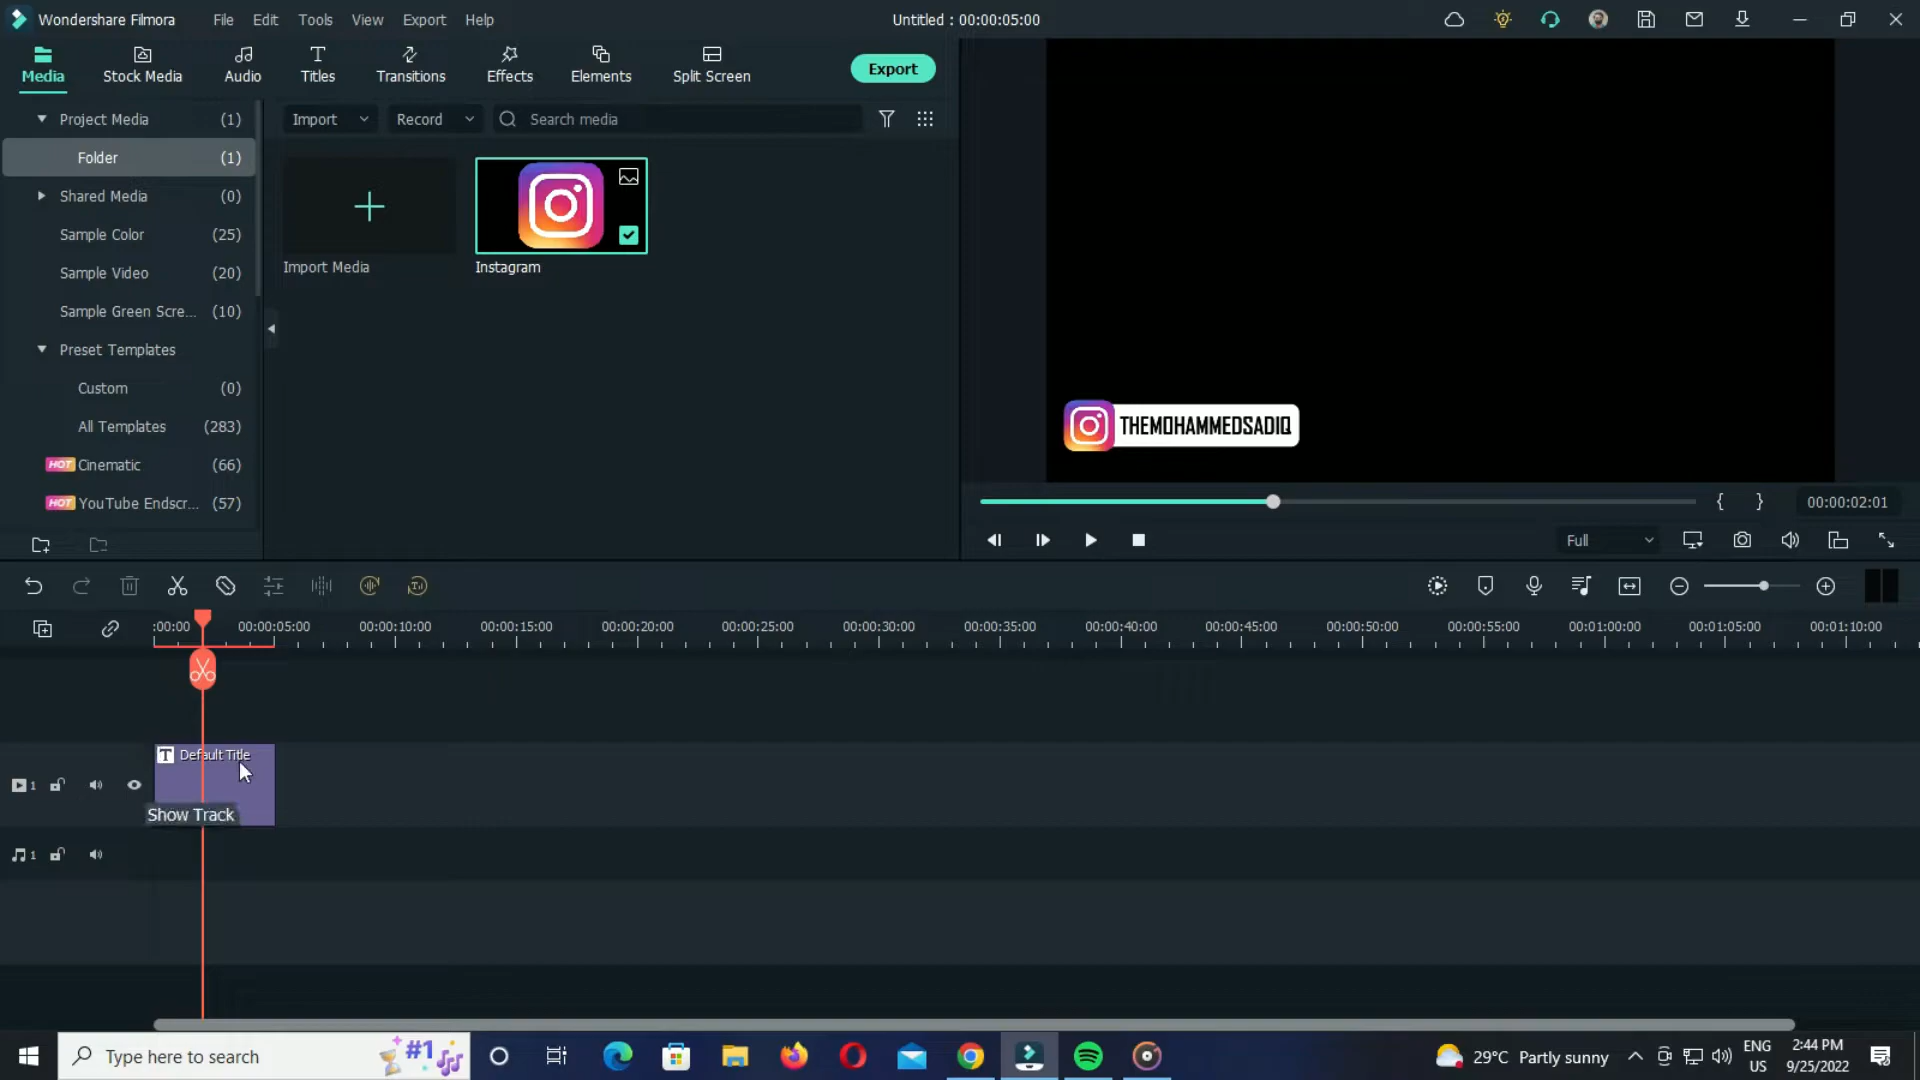 Wondershare Filmora File Edit Tools View Export Help Untitled : 00:00:05:00
Media Stock Media Audio Titles Transitions Effects Elements Split Screen Export
Project Media (1)
Folder (1)
Shared Media (0)
Sample Color (25)
Sample Video (20)
Sample Green Scre... (10)
Preset Templates
Custom (0)
All Templates (283)
HOT Cinematic (66)
HOT YouTube Endscr... (57)
Import Record Search media
Import Media Instagram
THEMOHAMMEDSADIQ
{ } 00:00:02:01
Full
:00:00 00:00:05:00 00:00:10:00 00:00:15:00 00:00:20:00 00:00:25:00 00:00:30:00 00:00:35:00 00:00:40:00 00:00:45:00 00:00:50:00 00:00:55:00 00:01:00:00 00:01:05:00 00:01:10:00
T Default Title
1
Show Track
1
Type here to search #1
29°C Partly sunny
ENG
US
2:44 PM
9/25/2022